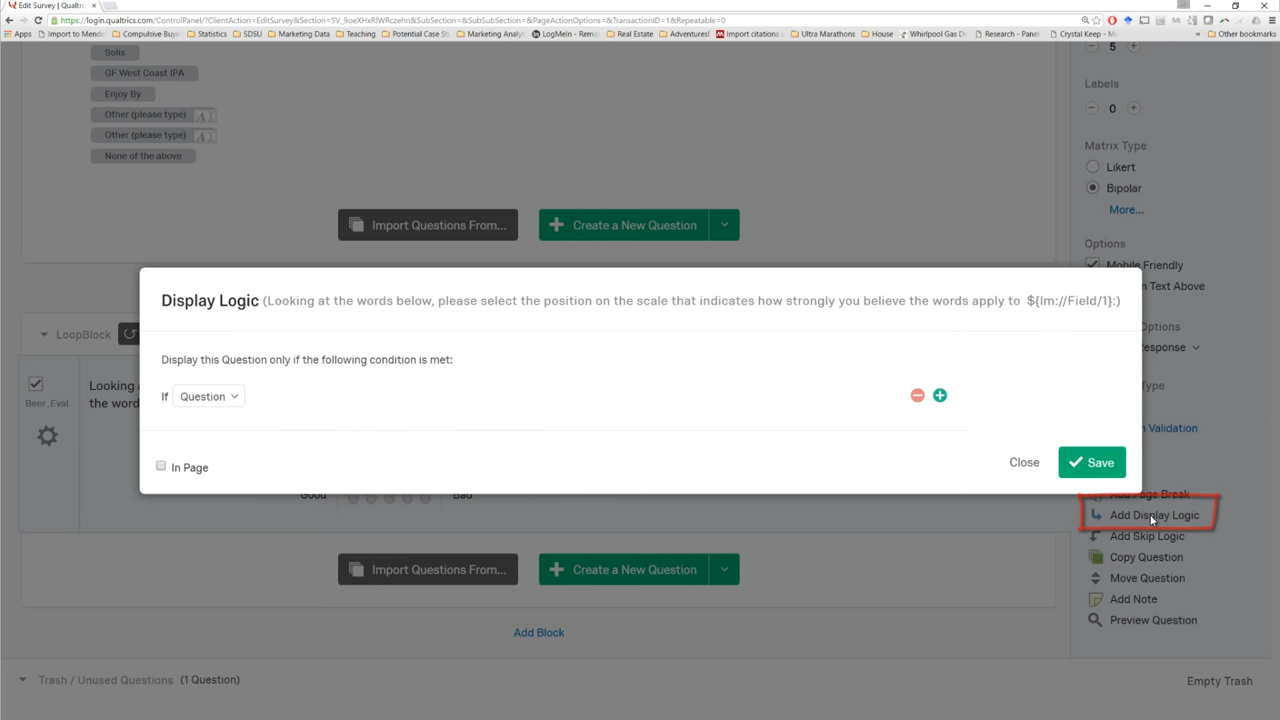 Edit Survey | Qualtric
https://login.qualtrics.com/ControlPanel/?ClientAction=EditSurvey&Section=SV_9oeXHxRlWRczehn&SubSection=&SubSubSection=&PageActionOptions=&TransactionID=1&Repeatable=0
Apps Import to Mende Compulsive Buyi Statistics SDSU Marketing Data Teaching Potential Case St Marketing Analy LogMeIn - Remo Real Estate Adventures! Import citations Ultra Marathons House Whirlpool Gas D Research - Panel Crystal Keep - M » Other bookmarks
Solis
GF West Coast IPA
Enjoy By
Other (please type)
Other (please type)
None of the above
Import Questions From...
Create a New Question
5
Labels
0
Matrix Type
Likert
Bipolar
More...
Options
Mobile Friendly
n Text Above
Options
esponse
Type
n Validation
LoopBlock
Beer_Eval
Looking a
the word
Display Logic (Looking at the words below, please select the position on the scale that indicates how strongly you believe the words apply to ${lm://Field/1}:)
Display this Question only if the following condition is met:
If Question
In Page
Close
Save
Good Bad
Add Page Break
Add Display Logic
Add Skip Logic
Copy Question
Move Question
Add Note
Preview Question
Import Questions From...
Create a New Question
Add Block
Trash / Unused Questions (1 Question)
Empty Trash